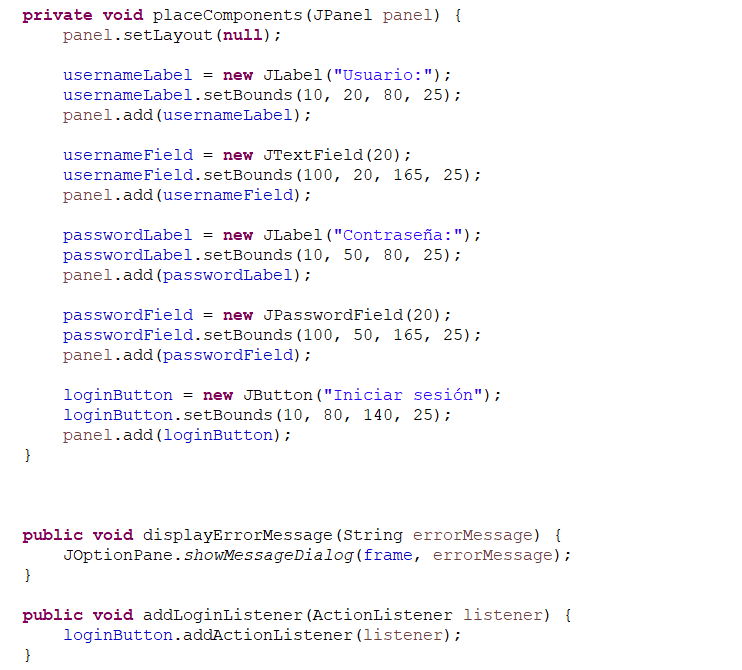 private void placeComponents(JPanel panel) {
    panel.setLayout(null);

    usernameLabel = new JLabel("Usuario:");
    usernameLabel.setBounds(10, 20, 80, 25);
    panel.add(usernameLabel);

    usernameField = new JTextField(20);
    usernameField.setBounds(100, 20, 165, 25);
    panel.add(usernameField);

    passwordLabel = new JLabel("Contraseña:");
    passwordLabel.setBounds(10, 50, 80, 25);
    panel.add(passwordLabel);

    passwordField = new JPasswordField(20);
    passwordField.setBounds(100, 50, 165, 25);
    panel.add(passwordField);

    loginButton = new JButton("Iniciar sesión");
    loginButton.setBounds(10, 80, 140, 25);
    panel.add(loginButton);
}

public void displayErrorMessage(String errorMessage) {
    JOptionPane.showMessageDialog(frame, errorMessage);
}

public void addLoginListener(ActionListener listener) {
    loginButton.addActionListener(listener);
}